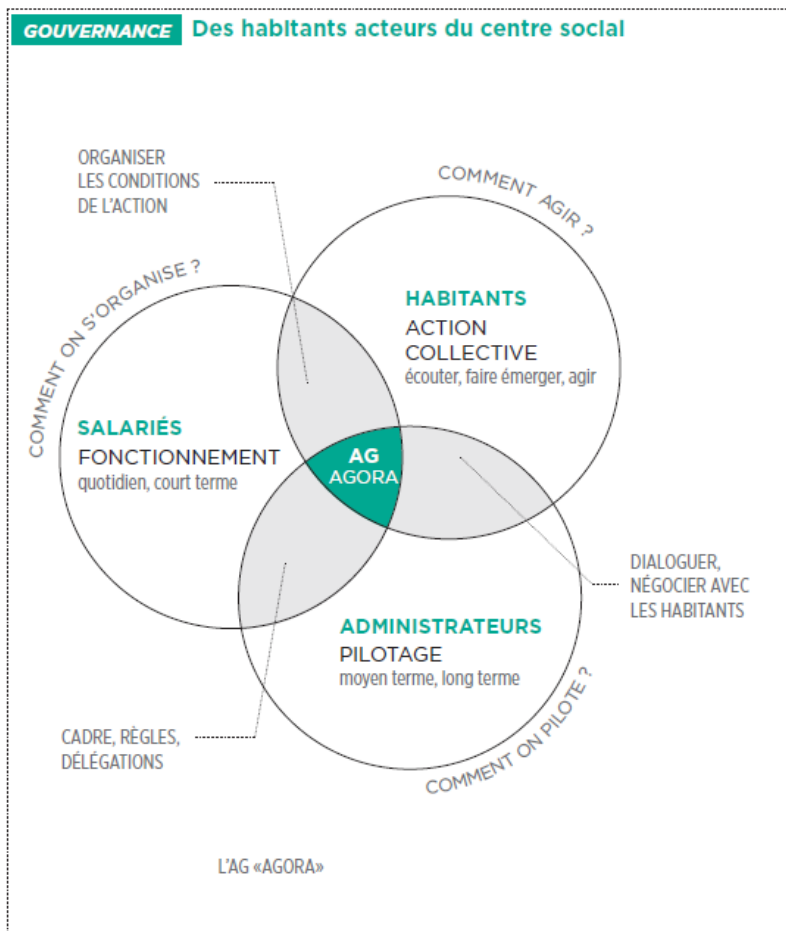 GOUVERNANCE Des habitants acteurs du centre social
ORGANISER
LES CONDITIONS
DE L'ACTION
COMMENT AGIR ?
COMMENT ON S'ORGANISE ?
HABITANTS
ACTION
COLLECTIVE
écouter, faire émerger, agir
SALARIÉS
FONCTIONNEMENT
quotidien, court terme
AG
AGORA
DIALOGUER,
NÉGOCIER AVEC
LES HABITANTS
ADMINISTRATEURS
PILOTAGE
moyen terme, long terme
COMMENT ON PILOTE ?
CADRE, RÈGLES,
DÉLÉGATIONS
L'AG «AGORA»